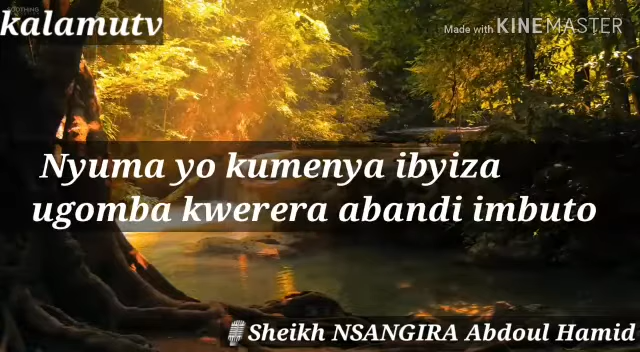 kalamutv
Made with KINEMASTER
Nyuma yo kumenya ibyiza
ugomba kwerera abandi imbuto
Sheikh NSANGIRA Abdoul Hamid